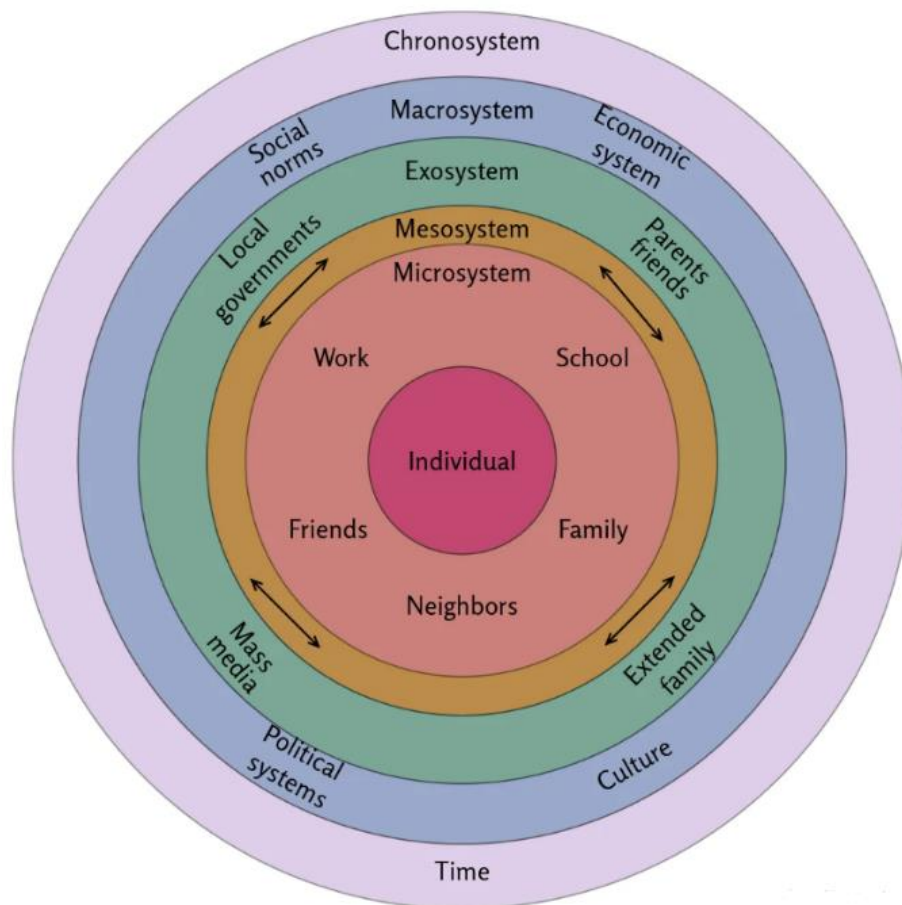 Chronosystem
Macrosystem
Social
norms
Economic
system
Exosystem
Local
governments
Parents
friends
Mesosystem
Microsystem
Work
School
Individual
Friends
Family
Neighbors
Mass
media
Extended
family
Political
systems
Culture
Time